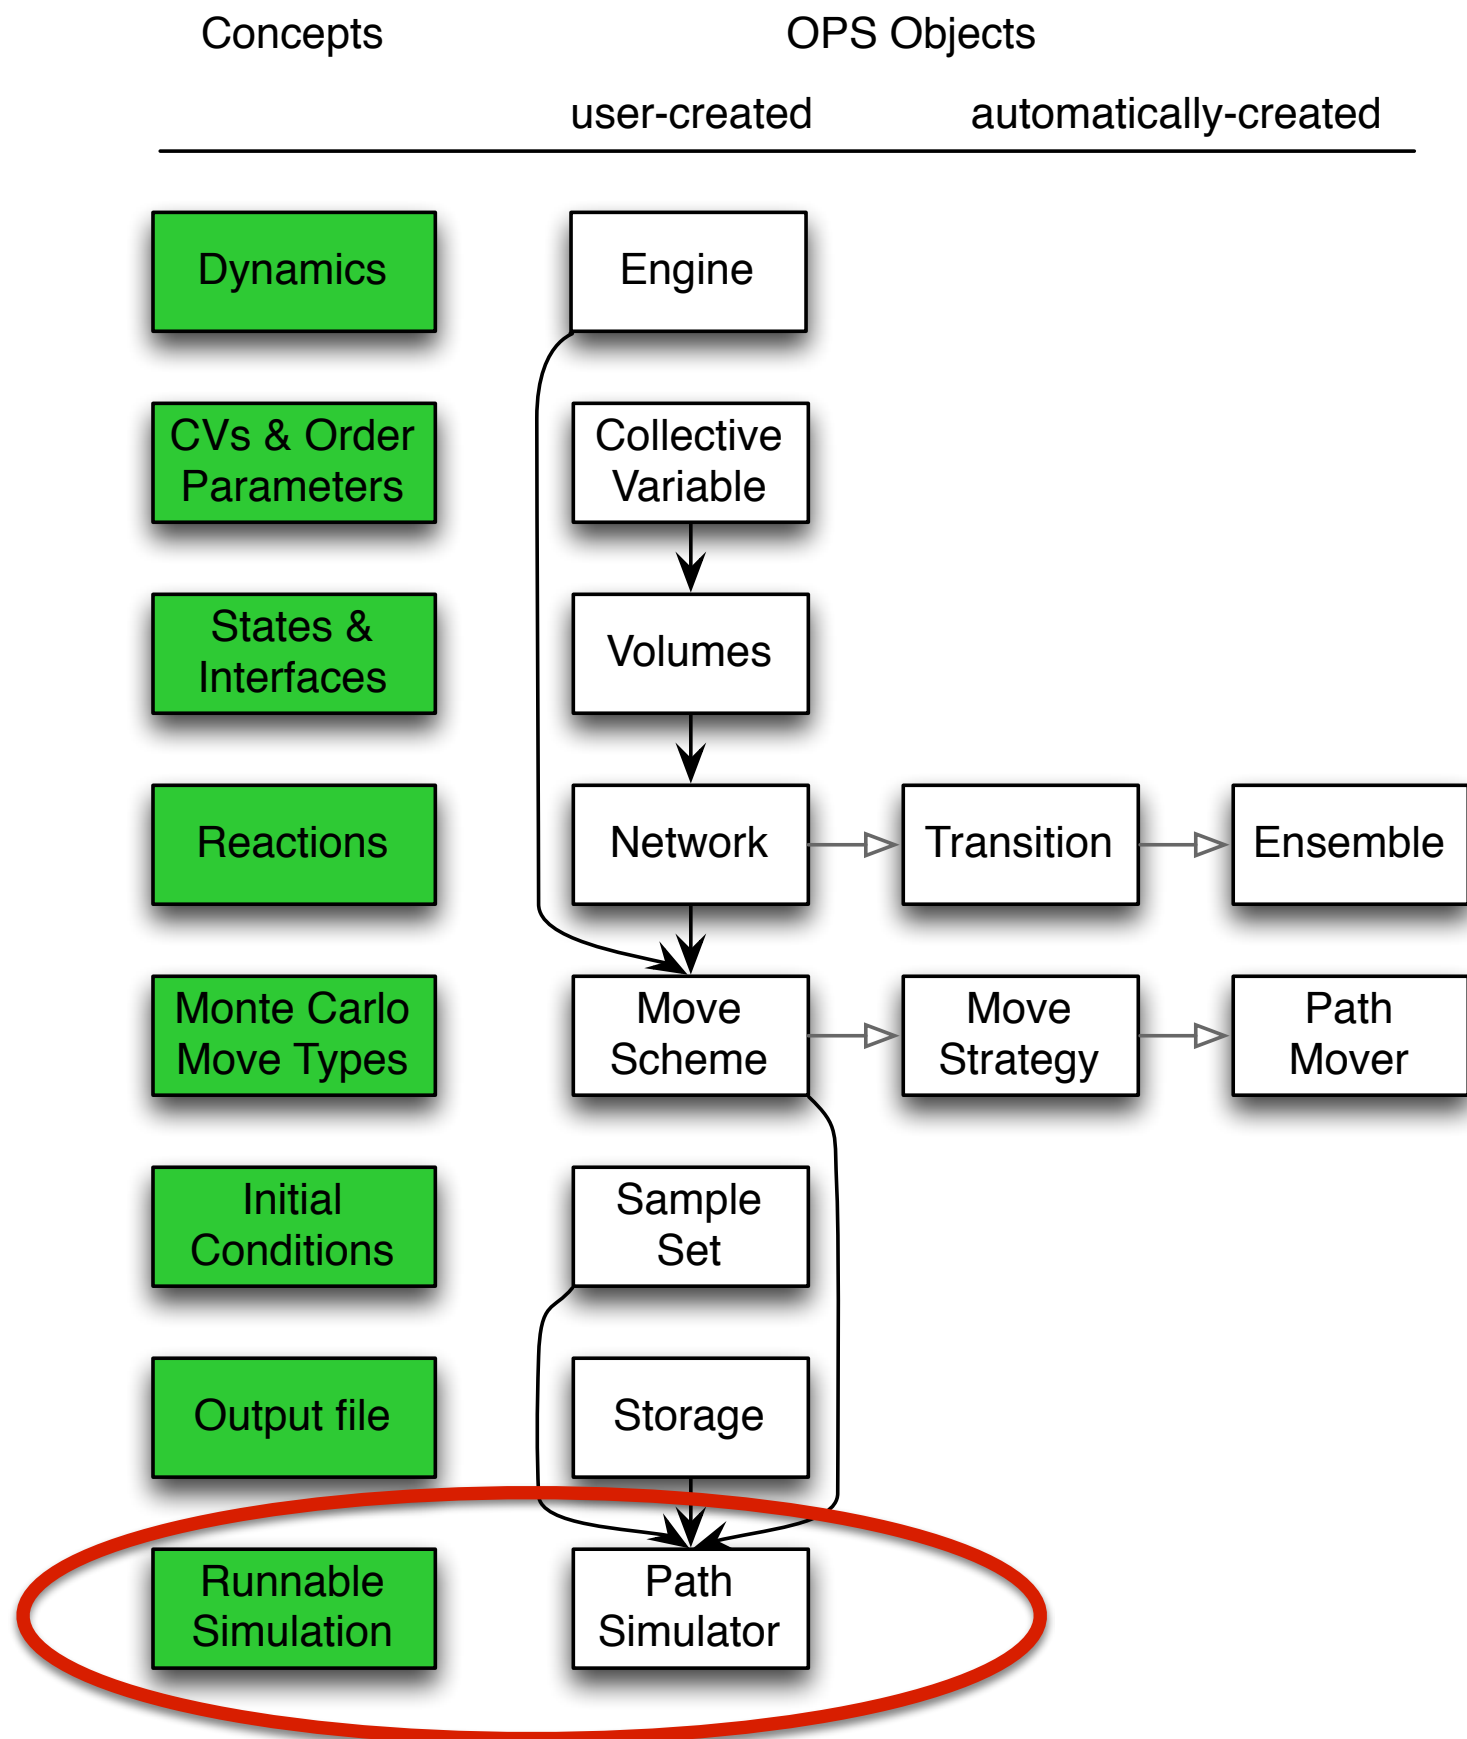 Concepts
OPS Objects
user-created
automatically-created
Dynamics
Engine
CVs & Order
Parameters
Collective
Variable
States &
Interfaces
Volumes
Reactions
Network
Transition
Ensemble
Monte Carlo
Move Types
Move
Scheme
Move
Strategy
Path
Mover
Initial
Conditions
Sample
Set
Output file
Storage
Runnable
Simulation
Path
Simulator